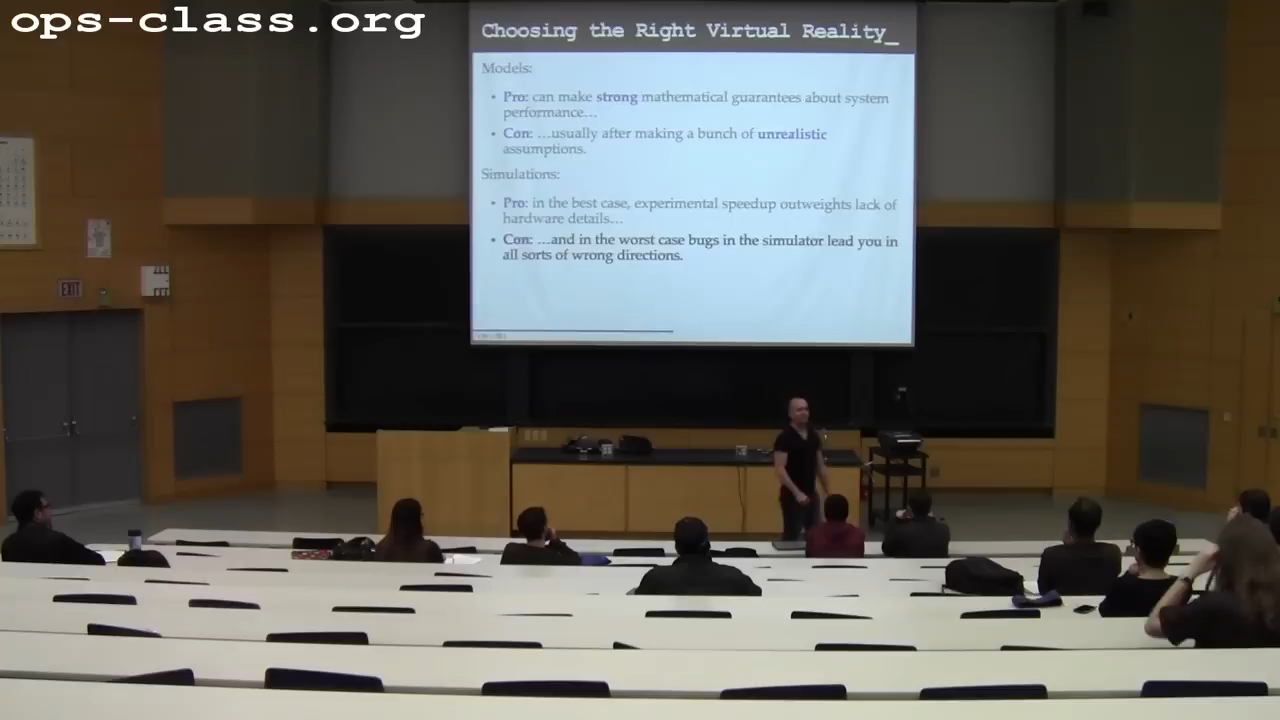 ops-class.org
Choosing the Right Virtual Reality_
Models:
• Pro: can make strong mathematical guarantees about system
performance...
• Con: ...usually after making a bunch of unrealistic
assumptions.
Simulations:
• Pro: in the best case, experimental speedup outweights lack of
hardware details...
• Con: ...and in the worst case bugs in the simulator lead you in
all sorts of wrong directions.
EXIT